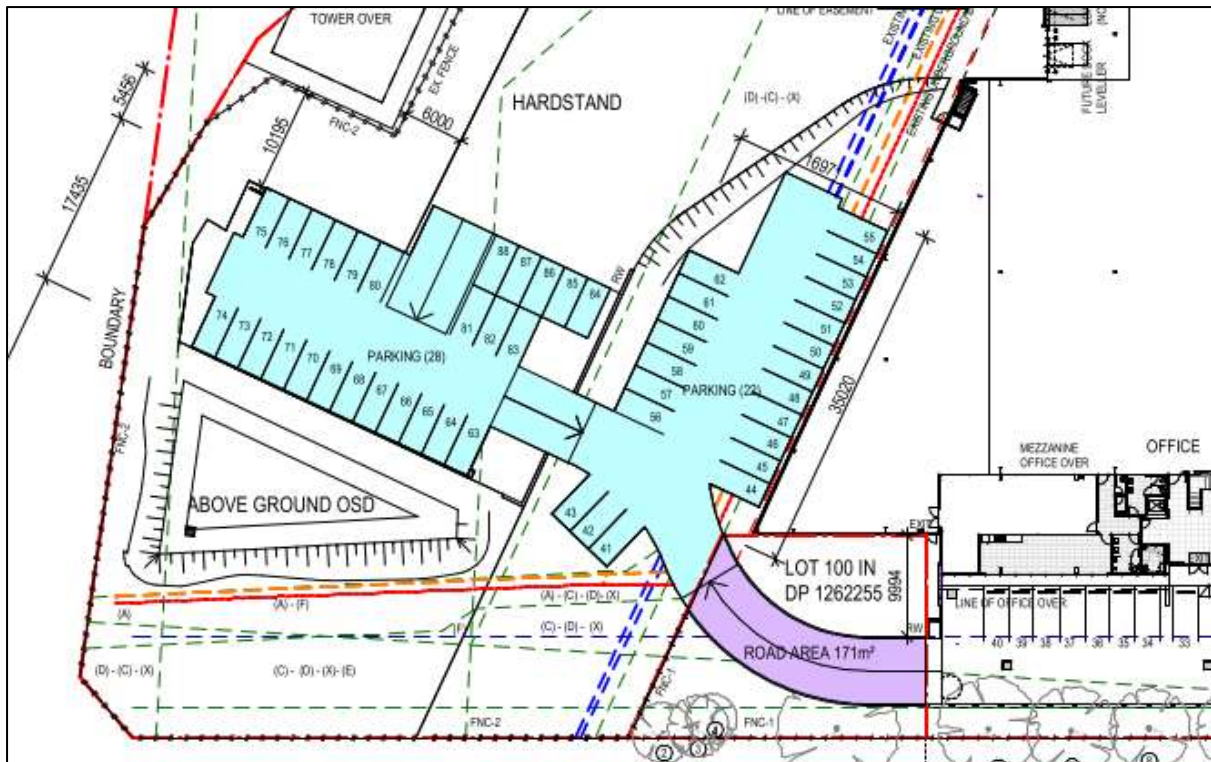 TOWER OVER
LINE OF EASEMENT
EX FENCE
FNC-2
HARDSTAND
(D) -(C) - (X)
FUTURE
LEVELLER
5456
17435
10195
6000
1697
RW
BOUNDARY
75
76
77
78
79
80
88
87
86
85
84
81
82
83
74
73
72
71
70
69
68
67
66
65
64
63
PARKING (28)
55
54
53
52
51
50
49
48
47
46
45
44
62
61
60
59
58
57
56
PARKING (22)
35020
43
42
41
FNC-2
ABOVE GROUND OSD
MEZZANINE
OFFICE OVER
OFFICE
EXIT
LOT 100 IN
DP 1262255
9994
LINE OF OFFICE OVER
RW
40
39
38
37
36
35
34
33
(A)
(A) - (F)
(A) - (C) - (D) - (X)
(C) - (D) - (X)
(D) - (C) - (X)
(C) - (D) - (X) - (E)
ROAD AREA 171m²
FNC-1
FNC-2
FNC-1
2
3
4